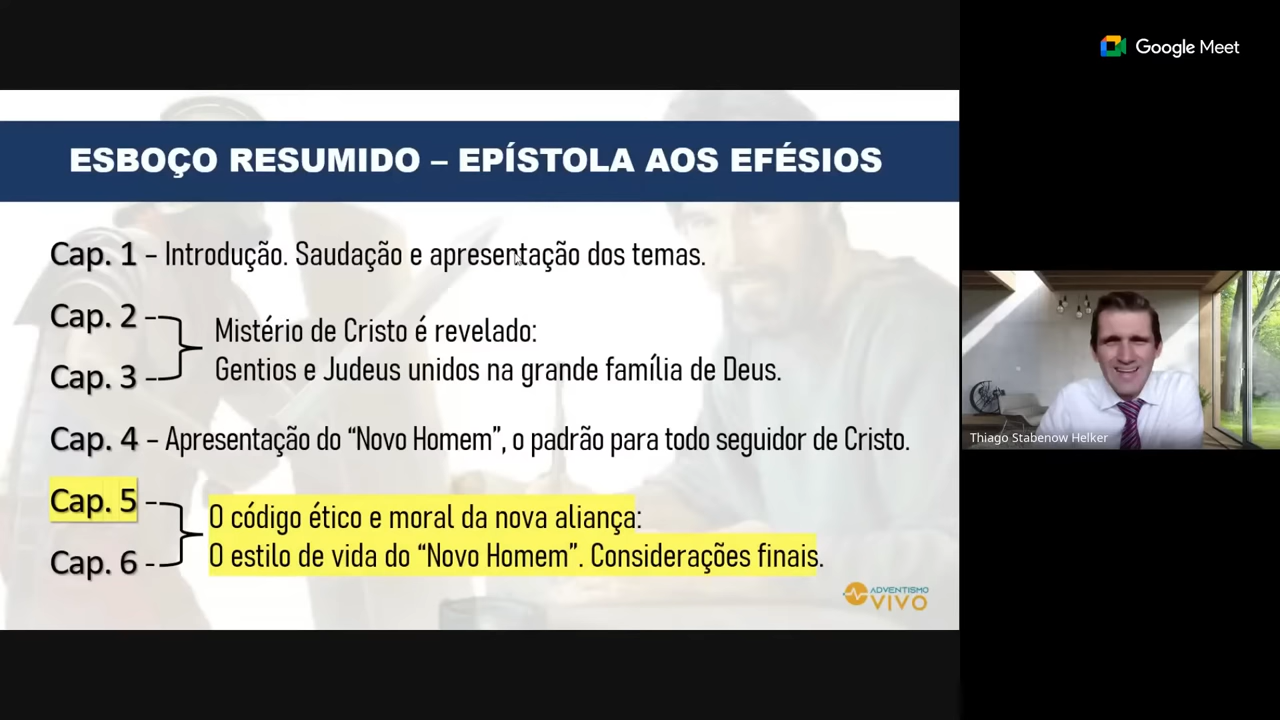 Google Meet
ESBOÇO RESUMIDO – EPÍSTOLA AOS EFÉSIOS
Cap. 1 – Introdução. Saudação e apresentação dos temas.
Cap. 2 –
Mistério de Cristo é revelado:
Gentios e Judeus unidos na grande família de Deus.
Cap. 3 –
Cap. 4 – Apresentação do “Novo Homem”, o padrão para todo seguidor de Cristo.
Cap. 5 –
O código ético e moral da nova aliança:
O estilo de vida do “Novo Homem”. Considerações finais.
Cap. 6 -
ADVENTISMO
VIVO
Thiago Stabenow Helker